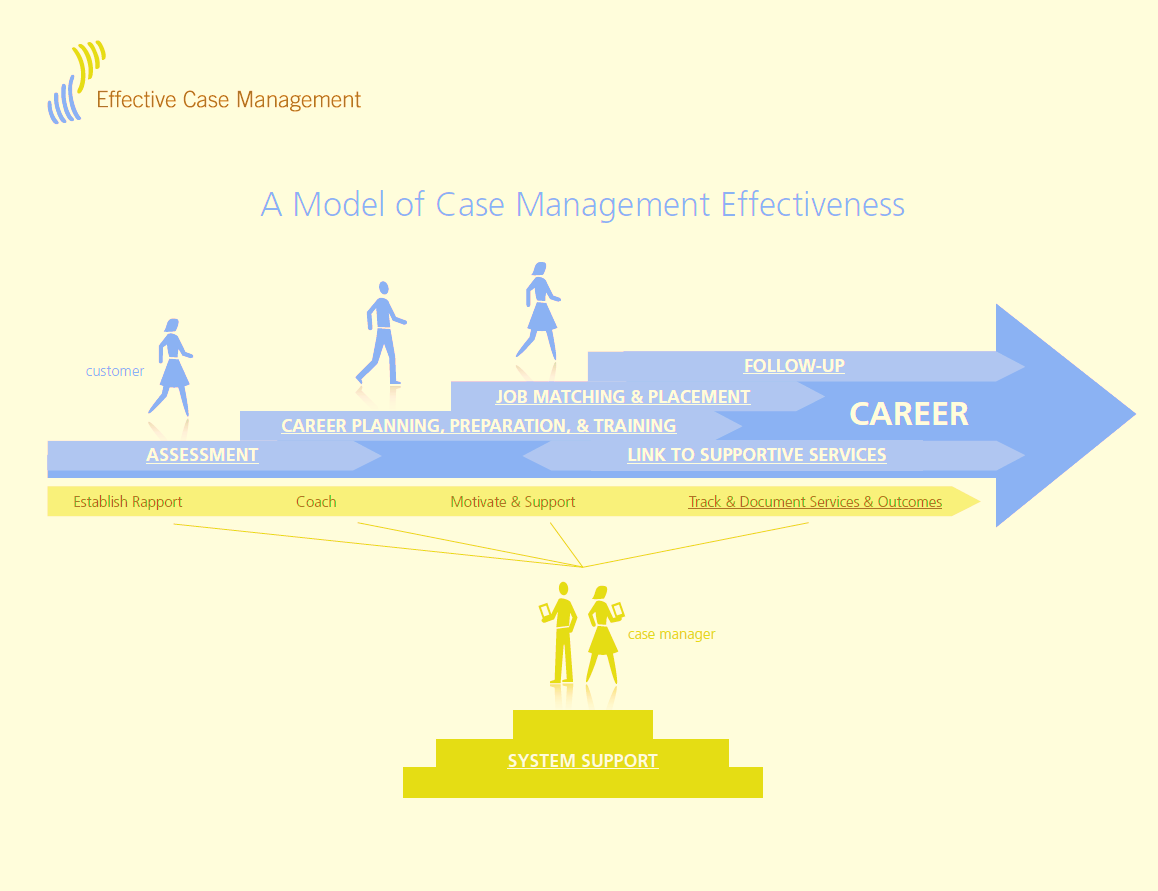 Effective Case Management
A Model of Case Management Effectiveness
customer
FOLLOW-UP
JOB MATCHING & PLACEMENT
CAREER
CAREER PLANNING, PREPARATION, & TRAINING
ASSESSMENT
LINK TO SUPPORTIVE SERVICES
Establish Rapport
Coach
Motivate & Support
Track & Document Services & Outcomes
case manager
SYSTEM SUPPORT